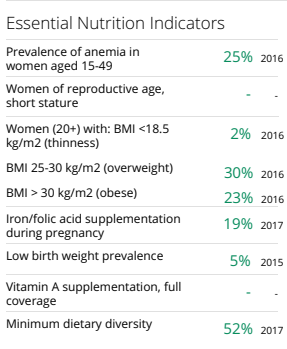 Essential Nutrition Indicators
Prevalence of anemia in
women aged 15-49
25% 2016
Women of reproductive age,
short stature
- -
Women (20+) with: BMI <18.5
kg/m2 (thinness)
2% 2016
BMI 25-30 kg/m2 (overweight)
30% 2016
BMI > 30 kg/m2 (obese)
23% 2016
Iron/folic acid supplementation
during pregnancy
19% 2017
Low birth weight prevalence
5% 2015
Vitamin A supplementation, full
coverage
- -
Minimum dietary diversity
52% 2017